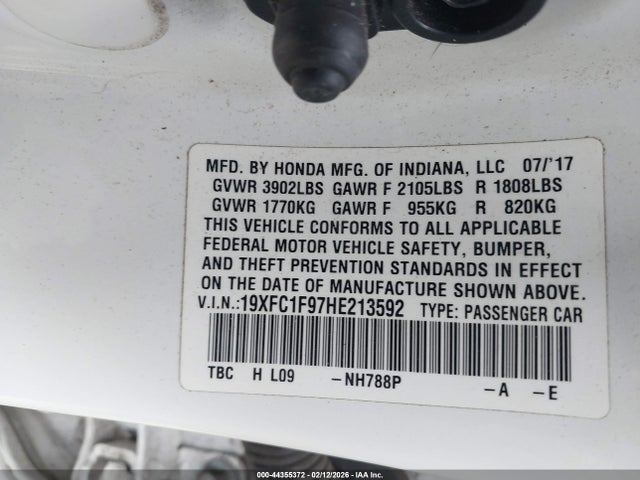 MFD. BY HONDA MFG. OF INDIANA, LLC 07/'17
GVWR 3902LBS GAWR F 2105LBS R 1808LBS
GVWR 1770KG GAWR F 955KG R 820KG
THIS VEHICLE CONFORMS TO ALL APPLICABLE
FEDERAL MOTOR VEHICLE SAFETY, BUMPER,
AND THEFT PREVENTION STANDARDS IN EFFECT
ON THE DATE OF MANUFACTURE SHOWN ABOVE.
V.I.N.:19XFC1F97HE213592 TYPE: PASSENGER CAR
TBC H L09 -NH788P -A -E
000-44355372 - 02/12/2026 - IAA Inc.